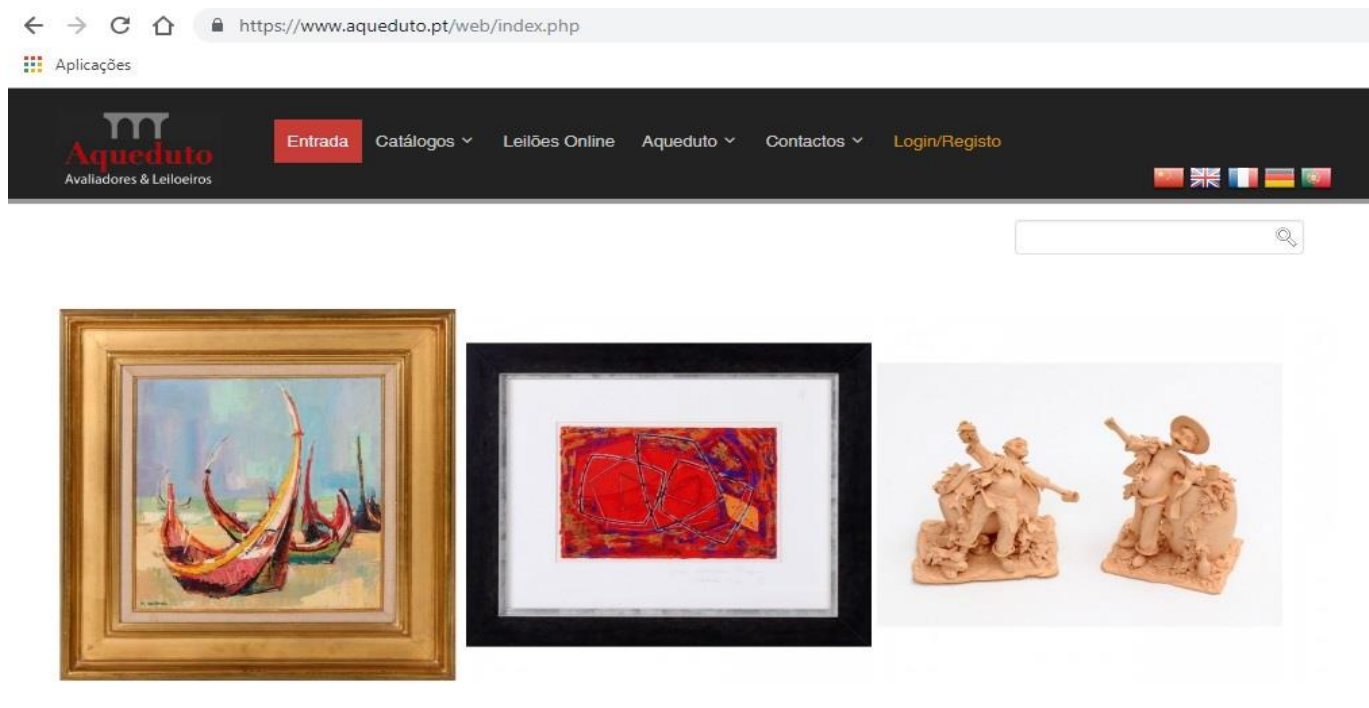 https://www.aqueduto.pt/web/index.php
Aplicações
Aqueduto
Avaliadores & Leiloeiros
Entrada Catálogos Leilões Online Aqueduto Contactos Login/Registo